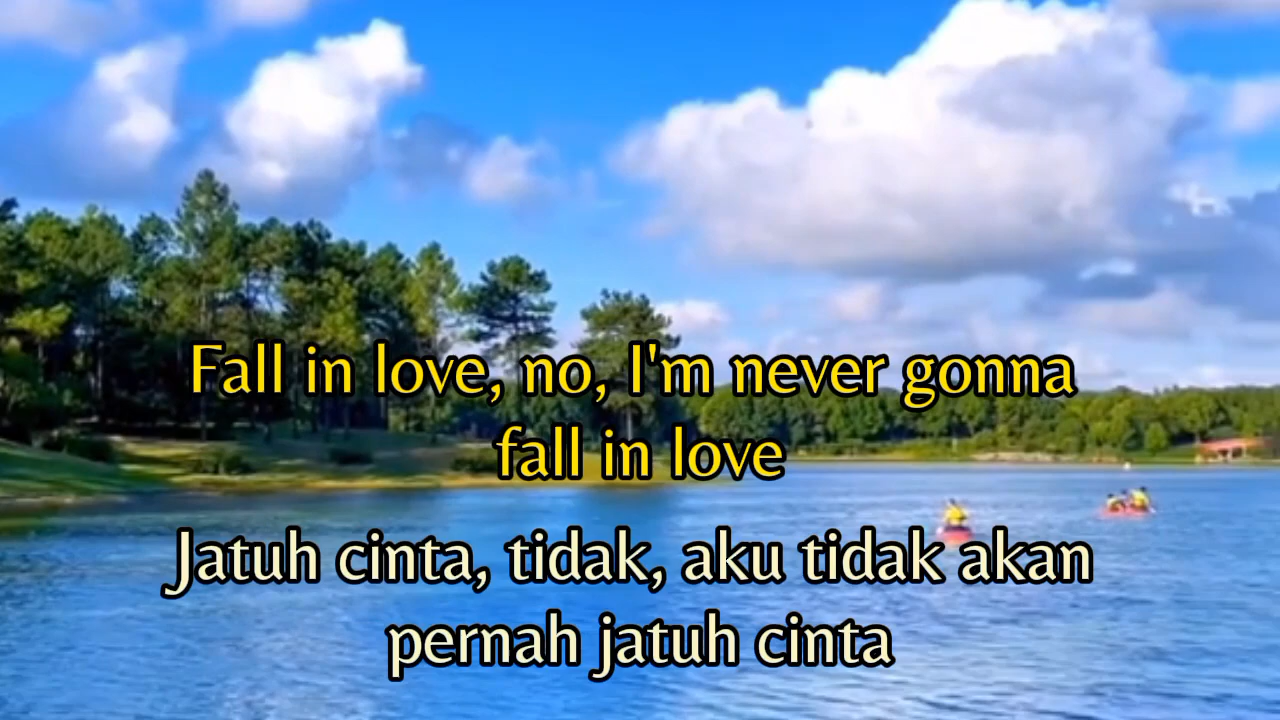 Fall in love, no, I'm never gonna
fall in love
Jatuh cinta, tidak, aku tidak akan
pernah jatuh cinta